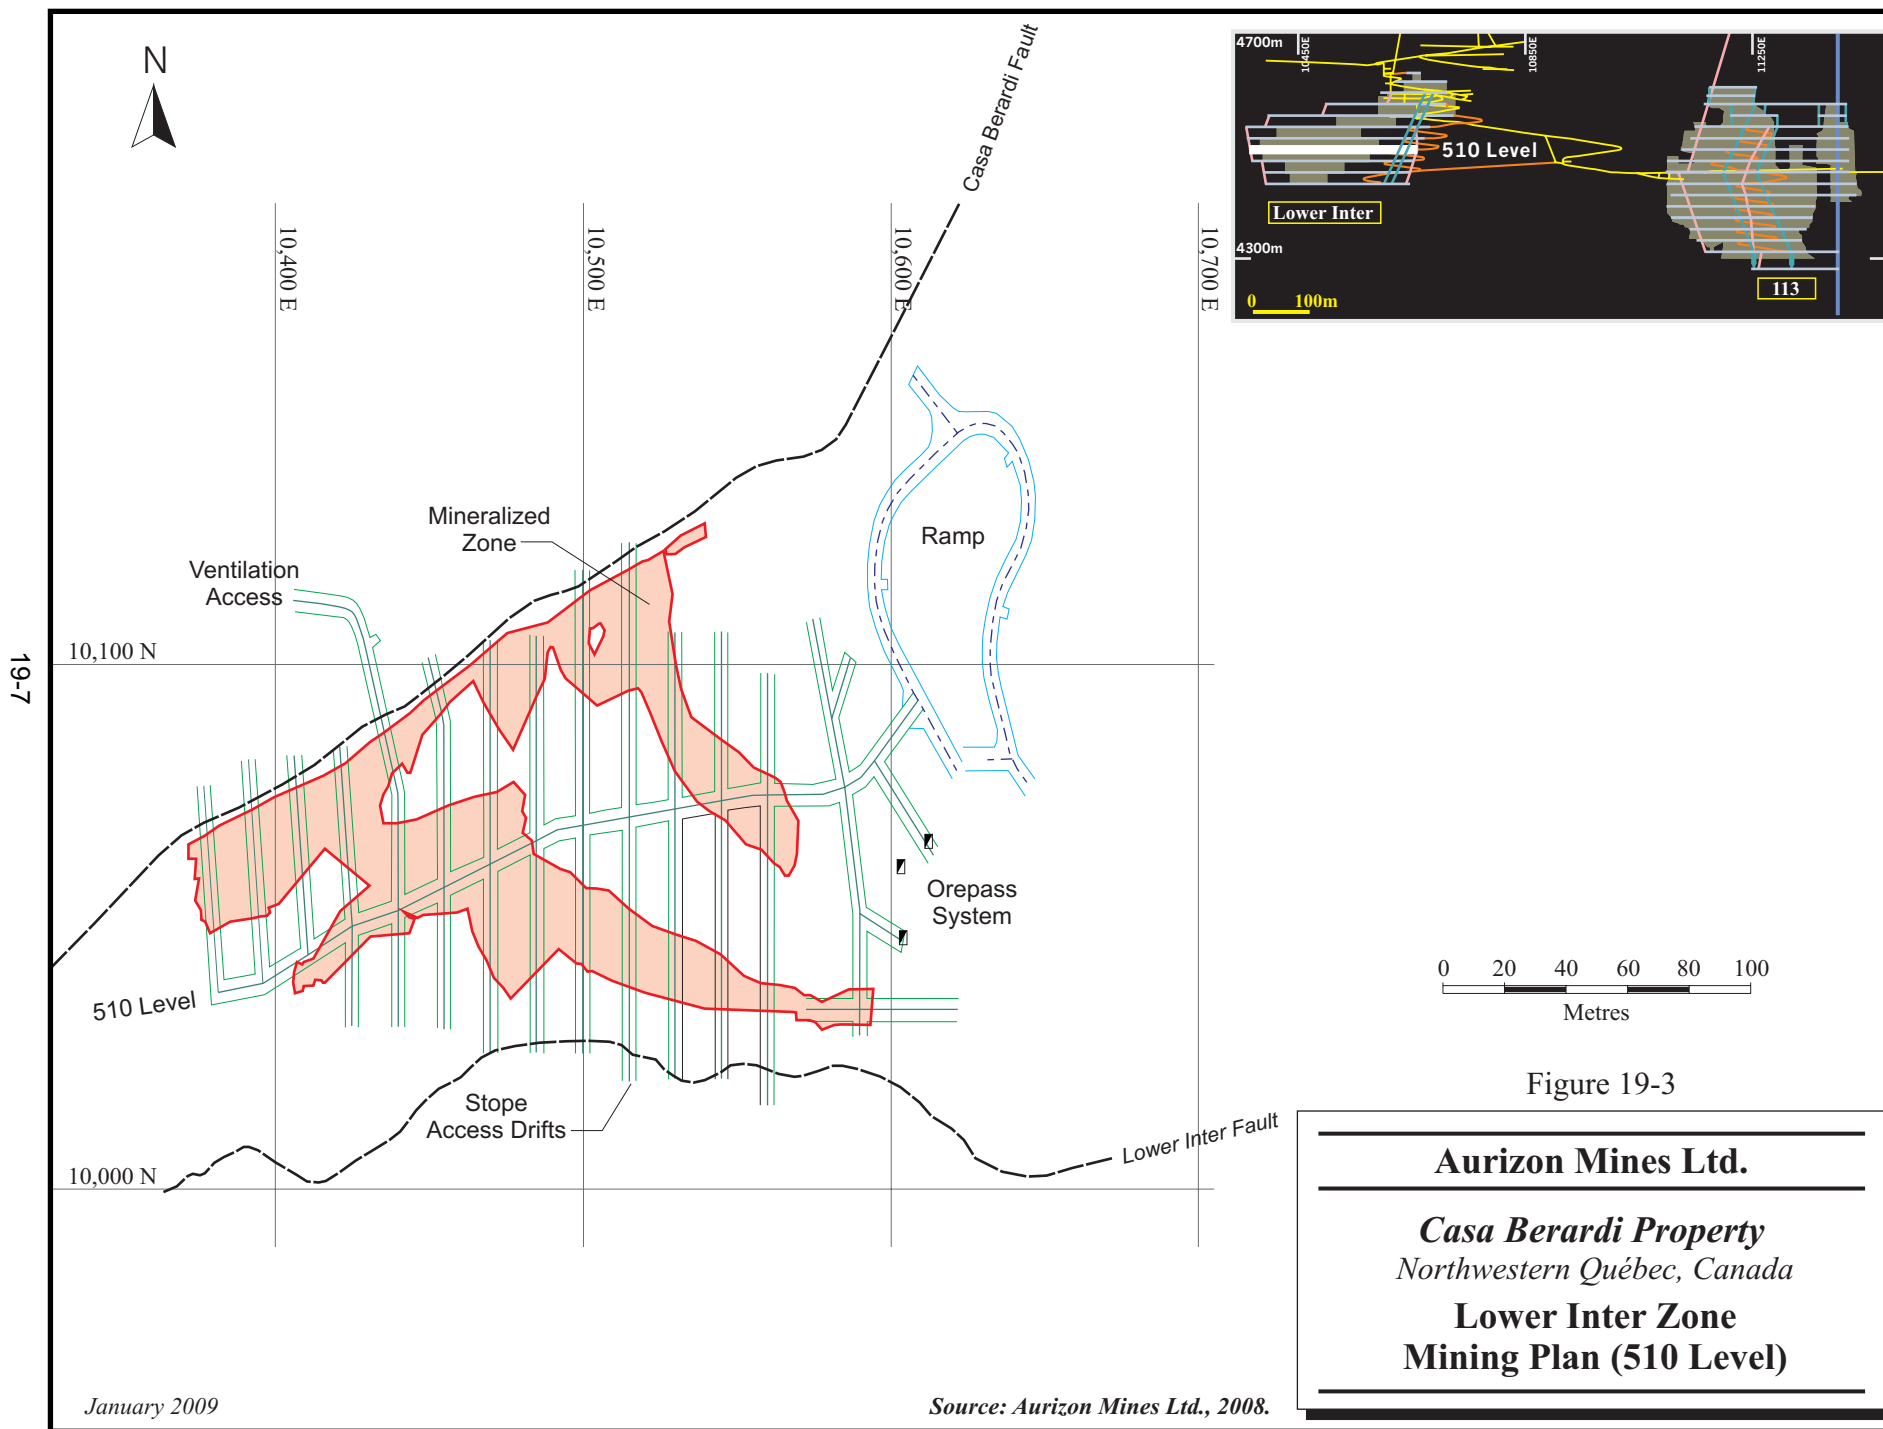 N
Casa Berardi Fault
4700m
10450E
10850E
11250E
510 Level
Lower Inter
4300m
113
0 100m
10,400 E
10,500 E
10,600 E
10,700 E
Mineralized
Zone
Ramp
Ventilation
Access
10,100 N
19-7
Orepass
System
510 Level
0 20 40 60 80 100
Metres
Stope
Access Drifts
Lower Inter Fault
10,000 N
Figure 19-3
Aurizon Mines Ltd.
Casa Berardi Property
Northwestern Québec, Canada
Lower Inter Zone
Mining Plan (510 Level)
January 2009
Source: Aurizon Mines Ltd., 2008.